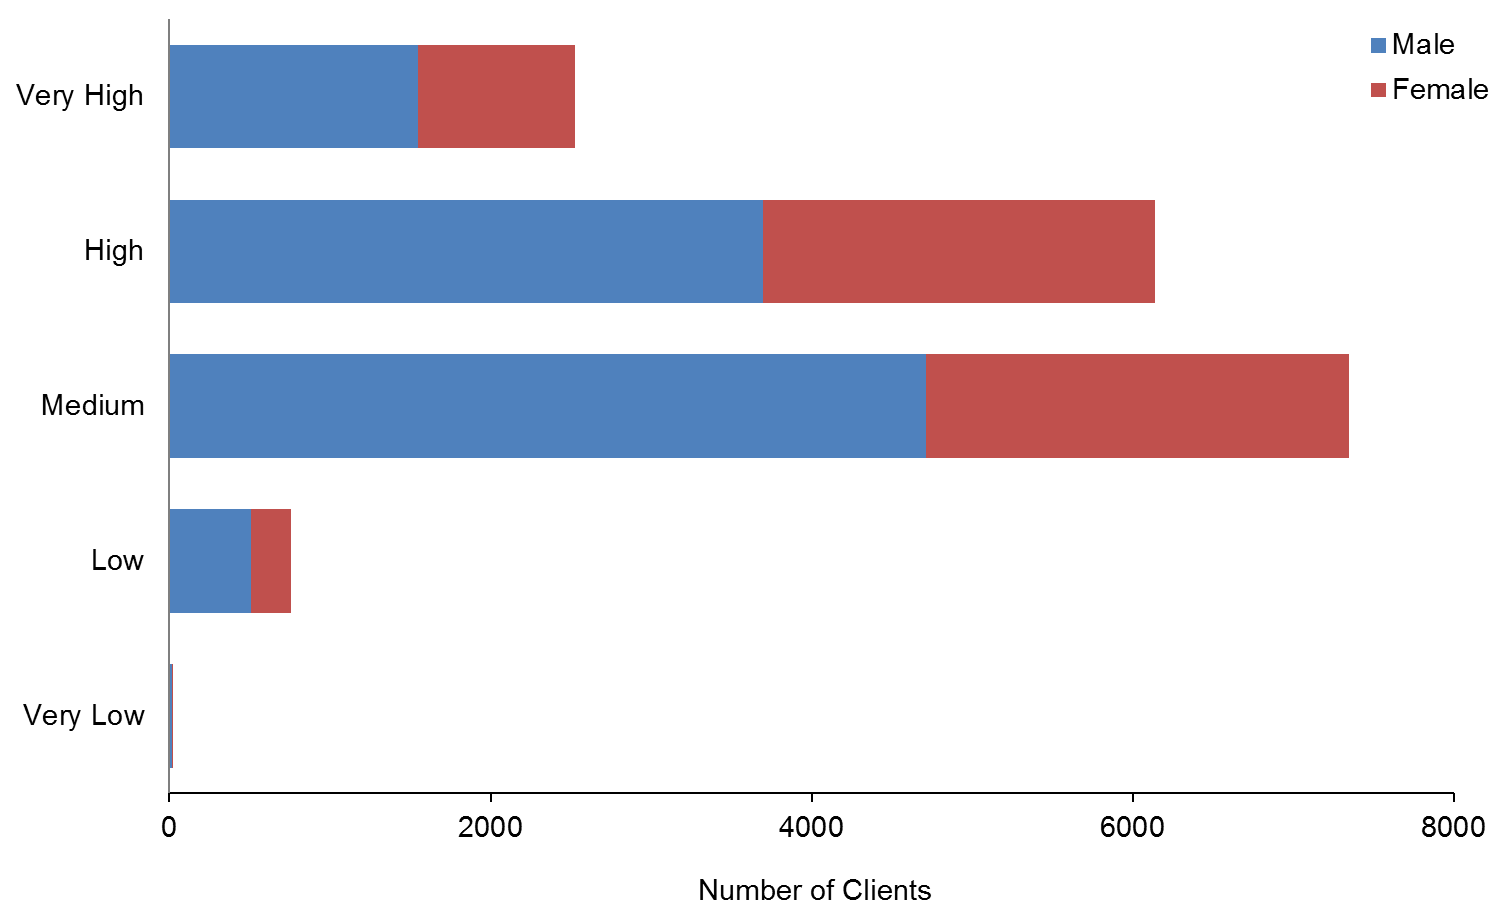 Male
Female
Very High
High
Medium
Low
Very Low
0 2000 4000 6000 8000
Number of Clients